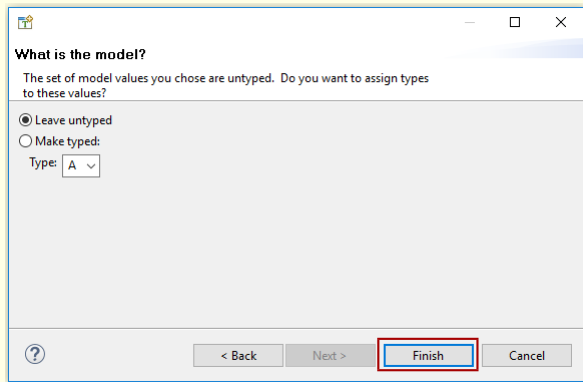 What is the model?
The set of model values you chose are untyped. Do you want to assign types
to these values?
Leave untyped
Make typed:
Type: A
? < Back Next > Finish Cancel